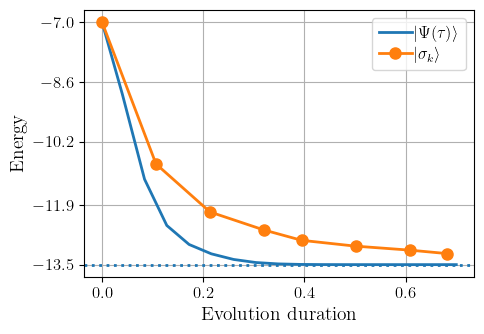 |Ψ(τ)⟩
|σₖ⟩
Energy
−7.0
−8.6
−10.2
−11.9
−13.5
0.0 0.2 0.4 0.6
Evolution duration